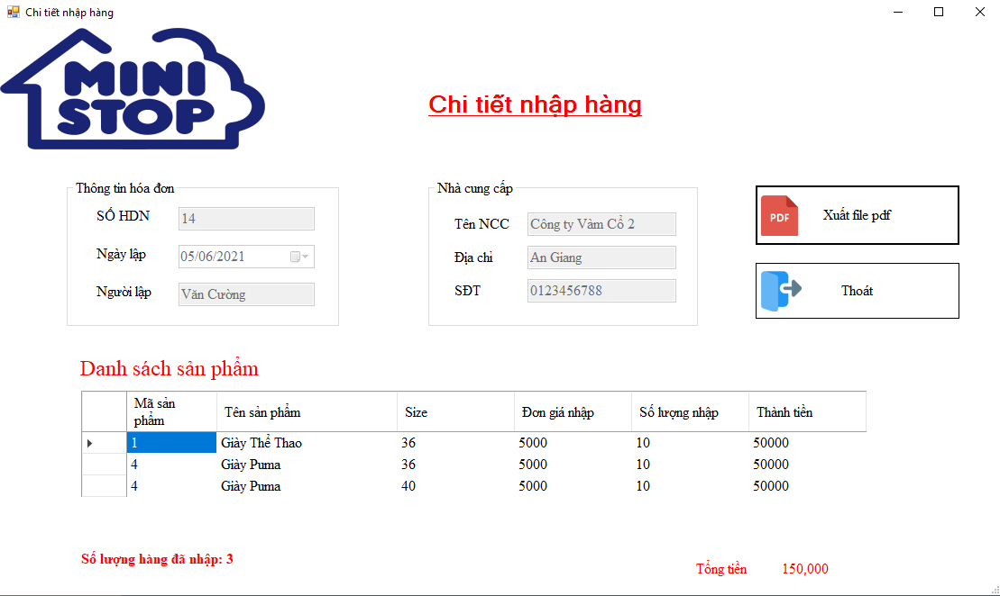 Chi tiết nhập hàng
MINI
STOP
Chi tiết nhập hàng
Thông tin hóa đơn
SỐ HDN 14
Ngày lập 05/06/2021
Người lập Văn Cường
Nhà cung cấp
Tên NCC Công ty Vàm Cổ 2
Địa chỉ An Giang
SĐT 0123456788
PDF Xuất file pdf
Thoát
Danh sách sản phẩm
Mã sản phẩm Tên sản phẩm Size Đơn giá nhập Số lượng nhập Thành tiền
1 Giày Thể Thao 36 5000 10 50000
4 Giày Puma 36 5000 10 50000
4 Giày Puma 40 5000 10 50000
Số lượng hàng đã nhập: 3
Tổng tiền 150,000